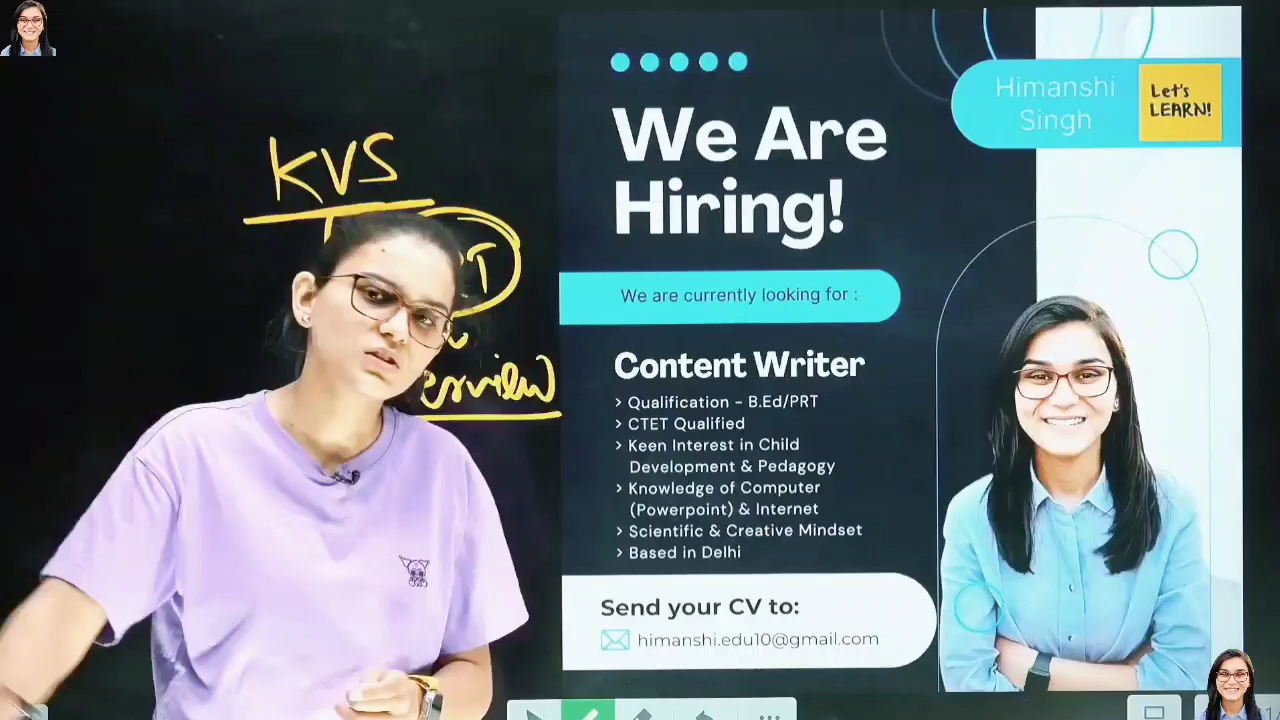 KVS
We Are
Hiring!
We are currently looking for :
Content Writer
> Qualification - B.Ed/PRT
> CTET Qualified
> Keen Interest in Child
Development & Pedagogy
> Knowledge of Computer
(Powerpoint) & Internet
> Scientific & Creative Mindset
> Based in Delhi
Send your CV to:
himanshi.edu10@gmail.com
Himanshi
Singh
Let's
LEARN!